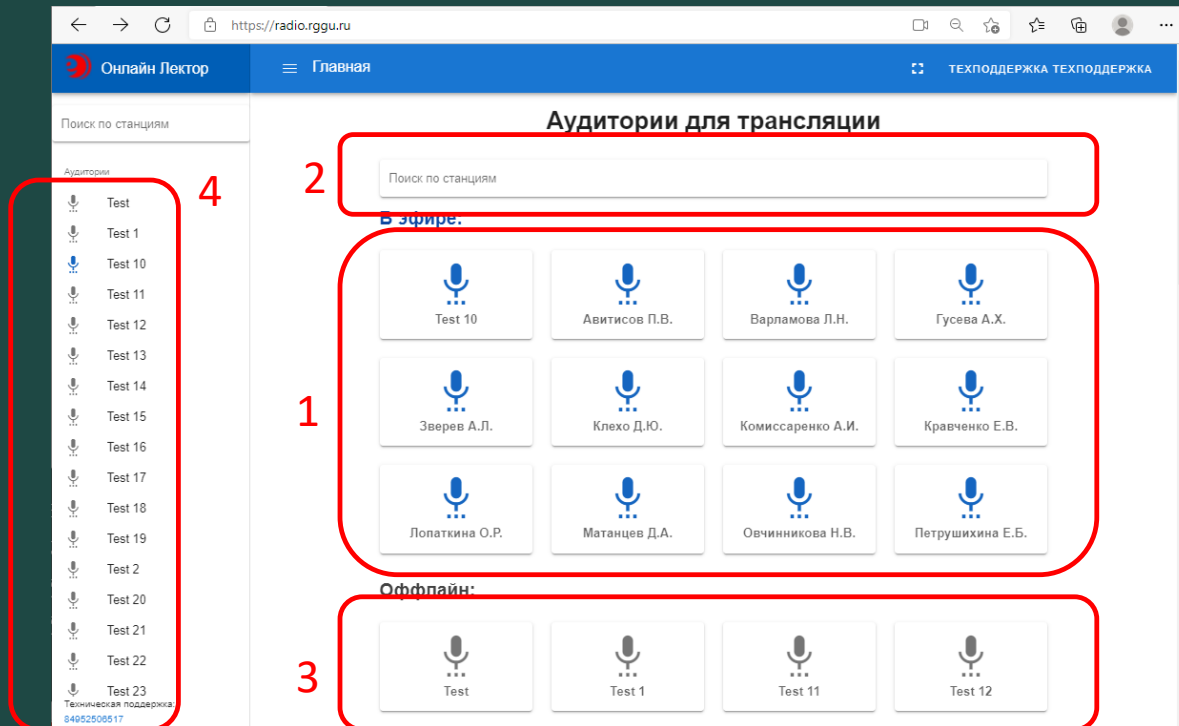 https://radio.rggu.ru
Онлайн Лектор
Главная
ТЕХПОДДЕРЖКА ТЕХПОДДЕРЖКА
Поиск по станциям
Аудитории
4
Test
Test 1
Test 10
Test 11
Test 12
Test 13
Test 14
Test 15
Test 16
Test 17
Test 18
Test 19
Test 2
Test 20
Test 21
Test 22
Test 23
Техническая поддержка:
84952506517
Аудитории для трансляции
2
Поиск по станциям
В эфире:
1
Test 10 Авитисов П.В. Варламова Л.Н. Гусева А.Х.
Зверев А.Л. Клехо Д.Ю. Комиссаренко А.И. Кравченко Е.В.
Лопаткина О.Р. Матанцев Д.А. Овчинникова Н.В. Петрушихина Е.Б.
Оффлайн:
3
Test Test 1 Test 11 Test 12